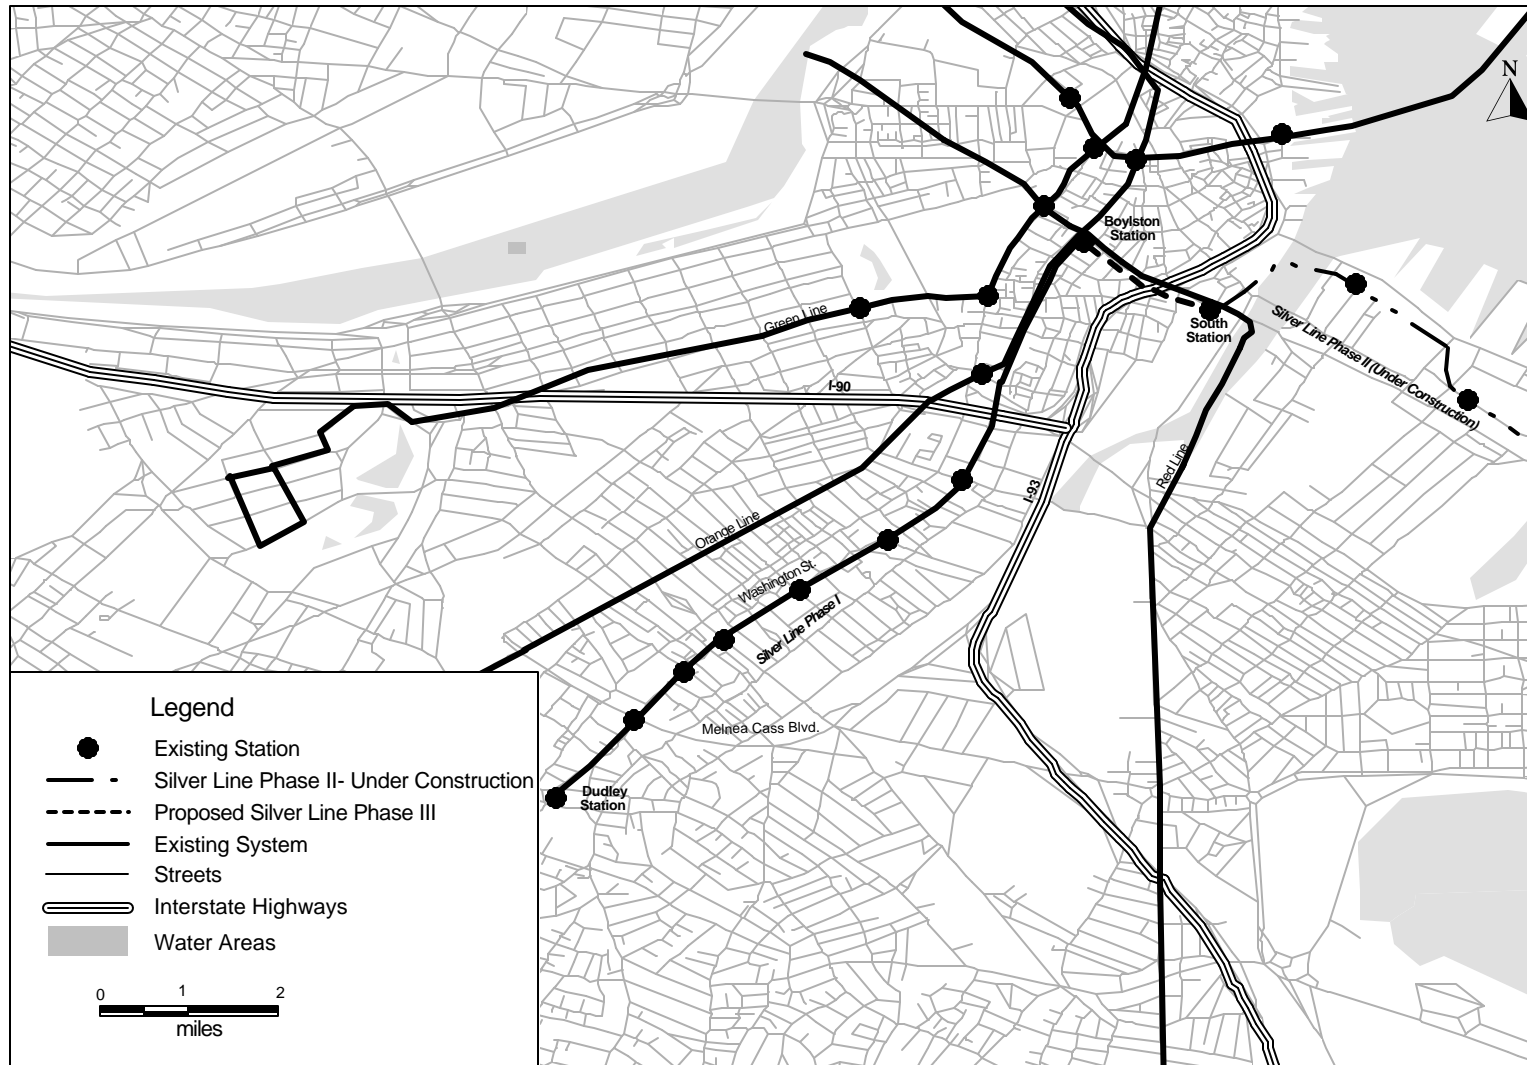 N
Boylston
Station
Green Line
South
Station
Silver Line Phase II (Under Construction)
I-90
Red Line
I-93
Orange Line
Washington St.
Silver Line Phase I
Melnea Cass Blvd.
Dudley
Station
Legend
Existing Station
Silver Line Phase II- Under Construction
Proposed Silver Line Phase III
Existing System
Streets
Interstate Highways
Water Areas
0 1 2
miles